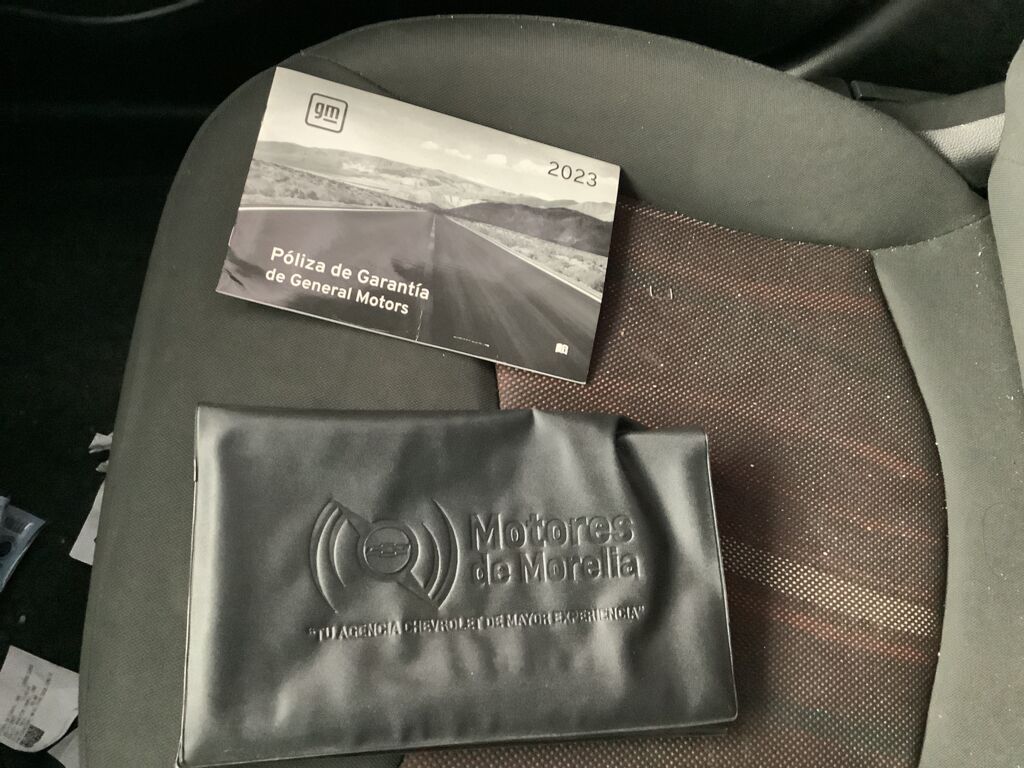 gm
2023
Póliza de Garantía
de General Motors
Motores
de Morelia
"TU AGENCIA CHEVROLET DE MAYOR EXPERIENCIA"